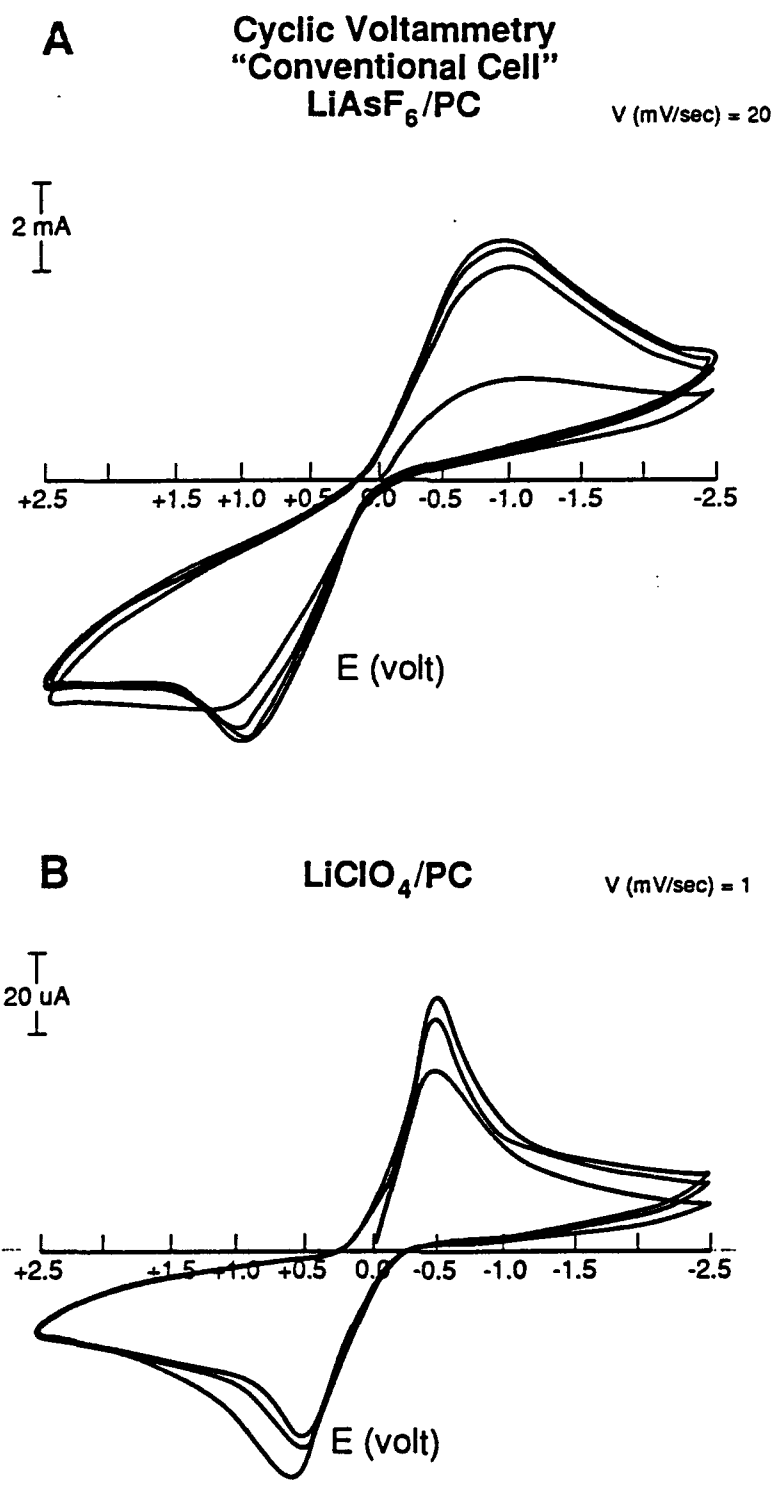 A
Cyclic Voltammetry
“Conventional Cell”
LiAsF6/PC
V (mV/sec) = 20
2 mA
+2.5 +1.5 +1.0 +0.5 0.0 -0.5 -1.0 -1.5 -2.5
E (volt)
B
LiClO4/PC
V (mV/sec) = 1
20 uA
+2.5 +1.5 +1.0 +0.5 0.0 -0.5 -1.0 -1.5 -2.5
E (volt)